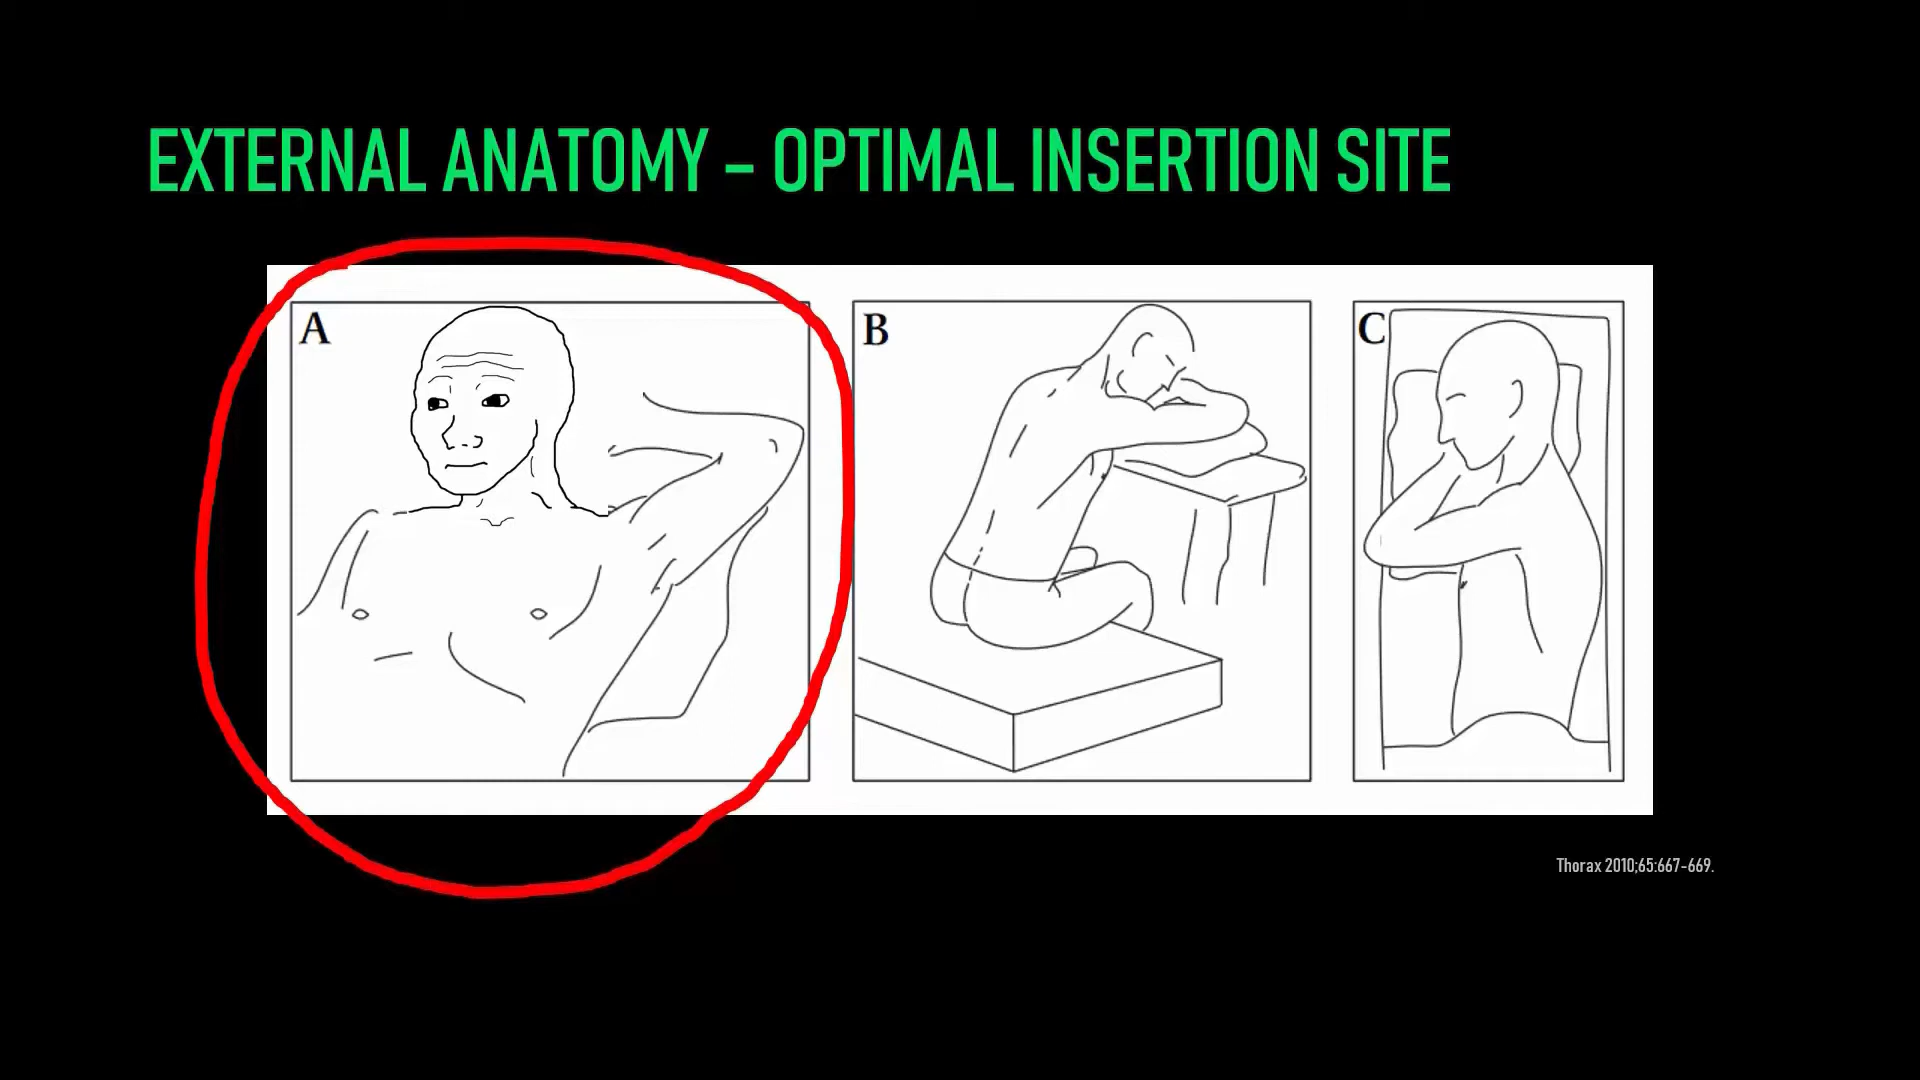 EXTERNAL ANATOMY – OPTIMAL INSERTION SITE
A
B
C
Thorax 2010;65:667-669.